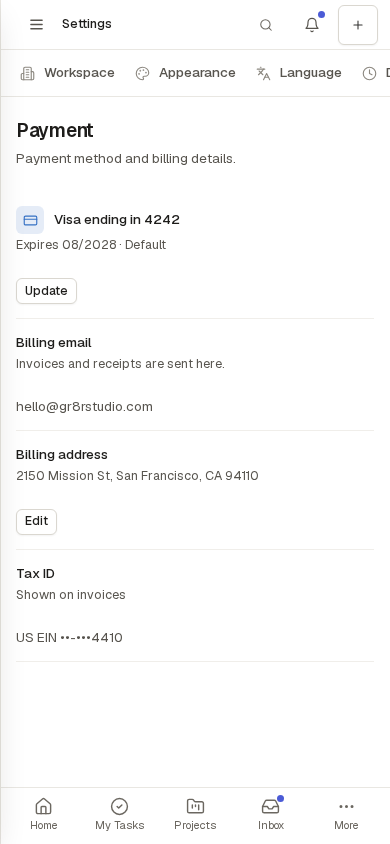 Settings
Workspace Appearance Language D
Payment
Payment method and billing details.
Visa ending in 4242
Expires 08/2028 · Default
Update
Billing email
Invoices and receipts are sent here.
hello@gr8rstudio.com
Billing address
2150 Mission St, San Francisco, CA 94110
Edit
Tax ID
Shown on invoices
US EIN ••-•••4410
Home My Tasks Projects Inbox More